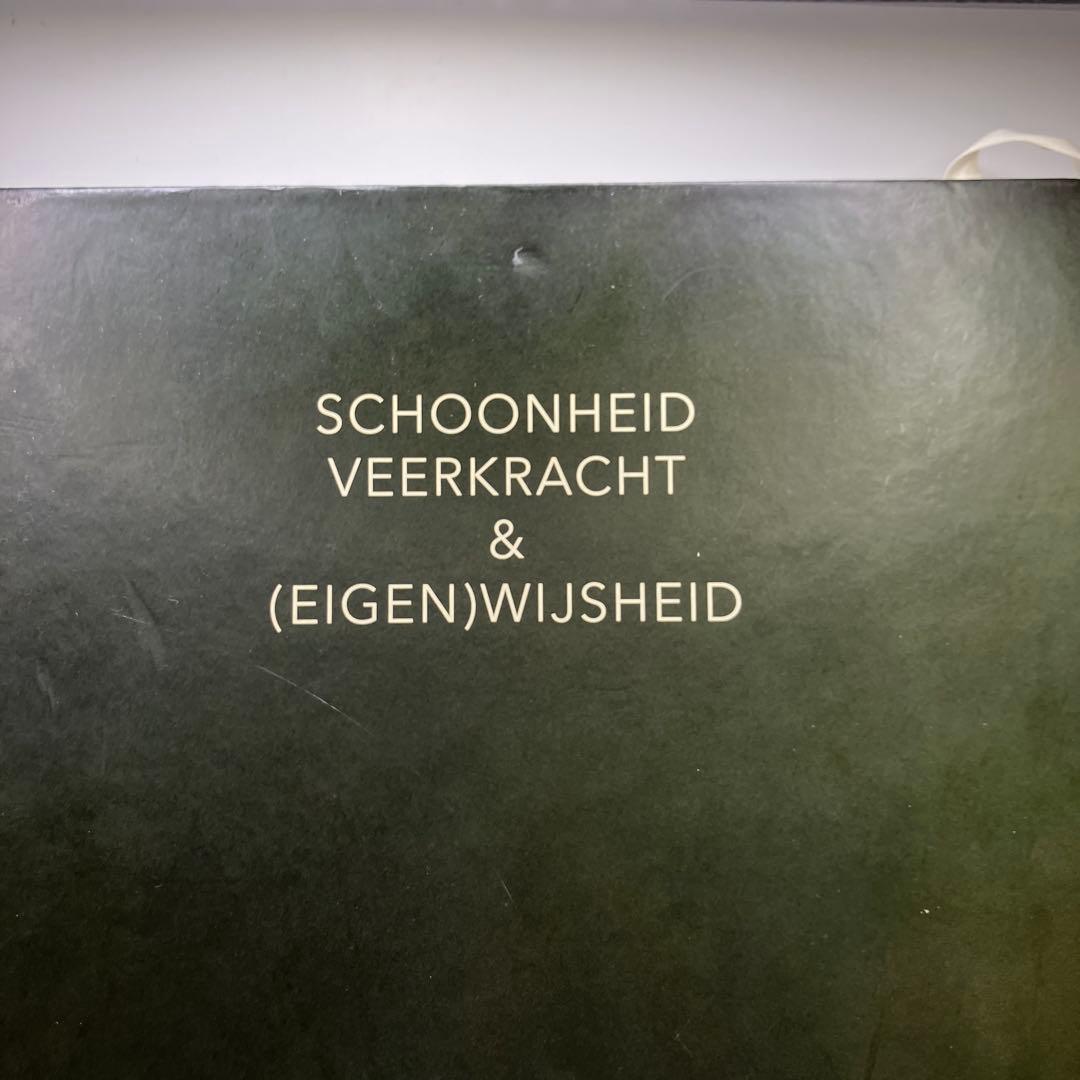 SCHOONHEID
VEERKRACHT
&
(EIGEN)WIJSHEID